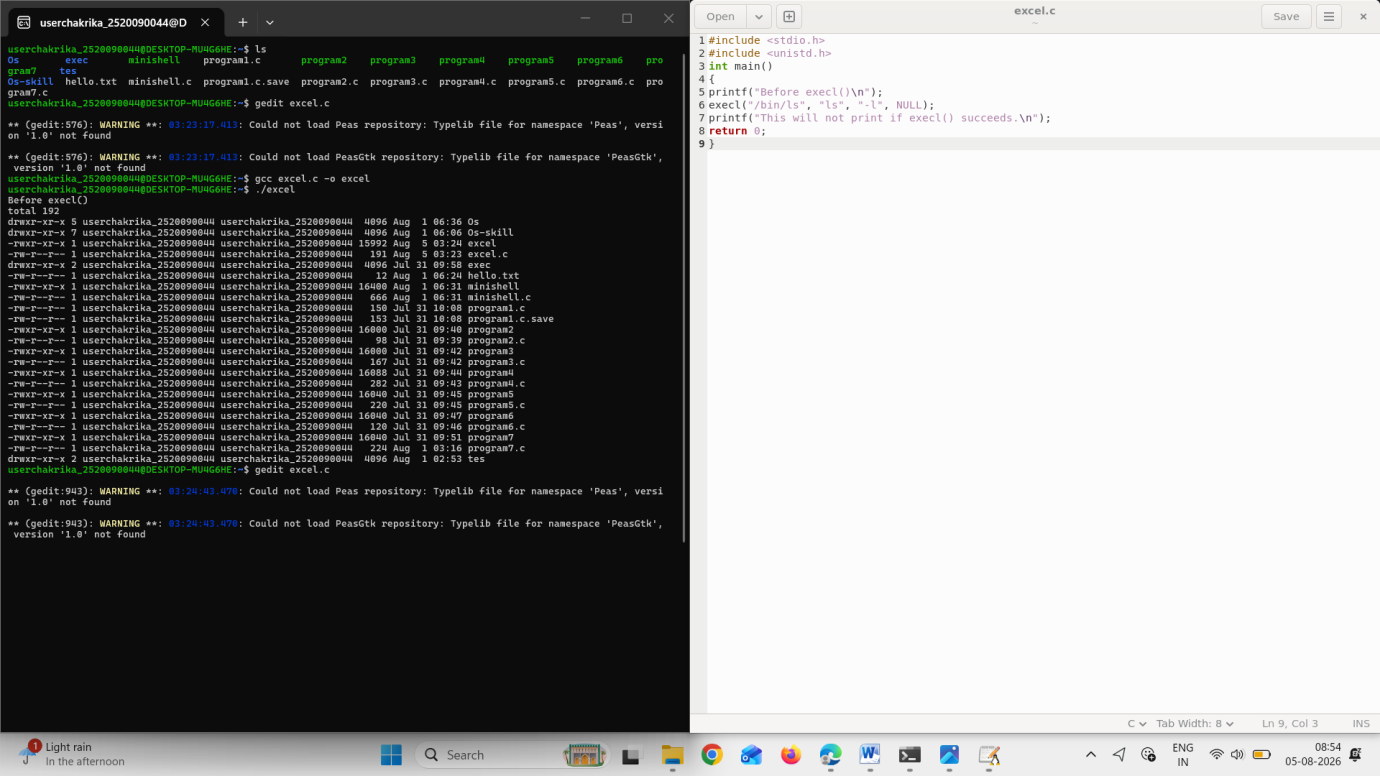 userchakrika_2520090044@D
userchakrika_2520090044@DESKTOP-MU4G6HE:~$ ls
Os exec minishell program1.c program2 program3 program4 program5 program6 pro
gram7 tes
Os-skill hello.txt minishell.c program1.c.save program2.c program3.c program4.c program5.c program6.c pro
gram7.c
userchakrika_2520090044@DESKTOP-MU4G6HE:~$ gedit excel.c
** (gedit:576): WARNING **: 03:23:17.413: Could not load Peas repository: Typelib file for namespace 'Peas', versi
on '1.0' not found
** (gedit:576): WARNING **: 03:23:17.413: Could not load PeasGtk repository: Typelib file for namespace 'PeasGtk',
version '1.0' not found
userchakrika_2520090044@DESKTOP-MU4G6HE:~$ gcc excel.c -o excel
userchakrika_2520090044@DESKTOP-MU4G6HE:~$ ./excel
Before execl()
total 192
drwxr-xr-x 5 userchakrika_2520090044 userchakrika_2520090044 4096 Aug 1 06:36 Os
drwxr-xr-x 7 userchakrika_2520090044 userchakrika_2520090044 4096 Aug 1 06:06 Os-skill
-rwxr-xr-x 1 userchakrika_2520090044 userchakrika_2520090044 15992 Aug 5 03:24 excel
-rw-r--r-- 1 userchakrika_2520090044 userchakrika_2520090044 191 Aug 5 03:23 excel.c
drwxr-xr-x 2 userchakrika_2520090044 userchakrika_2520090044 4096 Jul 31 09:58 exec
-rw-r--r-- 1 userchakrika_2520090044 userchakrika_2520090044 12 Aug 1 06:24 hello.txt
-rwxr-xr-x 1 userchakrika_2520090044 userchakrika_2520090044 16400 Aug 1 06:31 minishell
-rw-r--r-- 1 userchakrika_2520090044 userchakrika_2520090044 666 Aug 1 06:31 minishell.c
-rw-r--r-- 1 userchakrika_2520090044 userchakrika_2520090044 150 Jul 31 10:08 program1.c
-rw-r--r-- 1 userchakrika_2520090044 userchakrika_2520090044 153 Jul 31 10:08 program1.c.save
-rwxr-xr-x 1 userchakrika_2520090044 userchakrika_2520090044 16000 Jul 31 09:40 program2
-rw-r--r-- 1 userchakrika_2520090044 userchakrika_2520090044 98 Jul 31 09:39 program2.c
-rwxr-xr-x 1 userchakrika_2520090044 userchakrika_2520090044 16000 Jul 31 09:42 program3
-rw-r--r-- 1 userchakrika_2520090044 userchakrika_2520090044 167 Jul 31 09:42 program3.c
-rwxr-xr-x 1 userchakrika_2520090044 userchakrika_2520090044 16088 Jul 31 09:44 program4
-rw-r--r-- 1 userchakrika_2520090044 userchakrika_2520090044 282 Jul 31 09:43 program4.c
-rwxr-xr-x 1 userchakrika_2520090044 userchakrika_2520090044 16040 Jul 31 09:45 program5
-rw-r--r-- 1 userchakrika_2520090044 userchakrika_2520090044 220 Jul 31 09:45 program5.c
-rwxr-xr-x 1 userchakrika_2520090044 userchakrika_2520090044 16040 Jul 31 09:47 program6
-rw-r--r-- 1 userchakrika_2520090044 userchakrika_2520090044 120 Jul 31 09:46 program6.c
-rwxr-xr-x 1 userchakrika_2520090044 userchakrika_2520090044 16040 Jul 31 09:51 program7
-rw-r--r-- 1 userchakrika_2520090044 userchakrika_2520090044 224 Aug 1 03:16 program7.c
drwxr-xr-x 2 userchakrika_2520090044 userchakrika_2520090044 4096 Aug 1 02:53 tes
userchakrika_2520090044@DESKTOP-MU4G6HE:~$ gedit excel.c
** (gedit:943): WARNING **: 03:24:43.470: Could not load Peas repository: Typelib file for namespace 'Peas', versi
on '1.0' not found
** (gedit:943): WARNING **: 03:24:43.470: Could not load PeasGtk repository: Typelib file for namespace 'PeasGtk',
version '1.0' not found
Open excel.c Save
1 #include <stdio.h>
2 #include <unistd.h>
3 int main()
4 {
5 printf("Before execl()\n");
6 execl("/bin/ls", "ls", "-l", NULL);
7 printf("This will not print if execl() succeeds.\n");
8 return 0;
9 }
C Tab Width: 8 Ln 9, Col 3 INS
1 Light rain
In the afternoon
Search
ENG
IN
08:54
05-08-2026